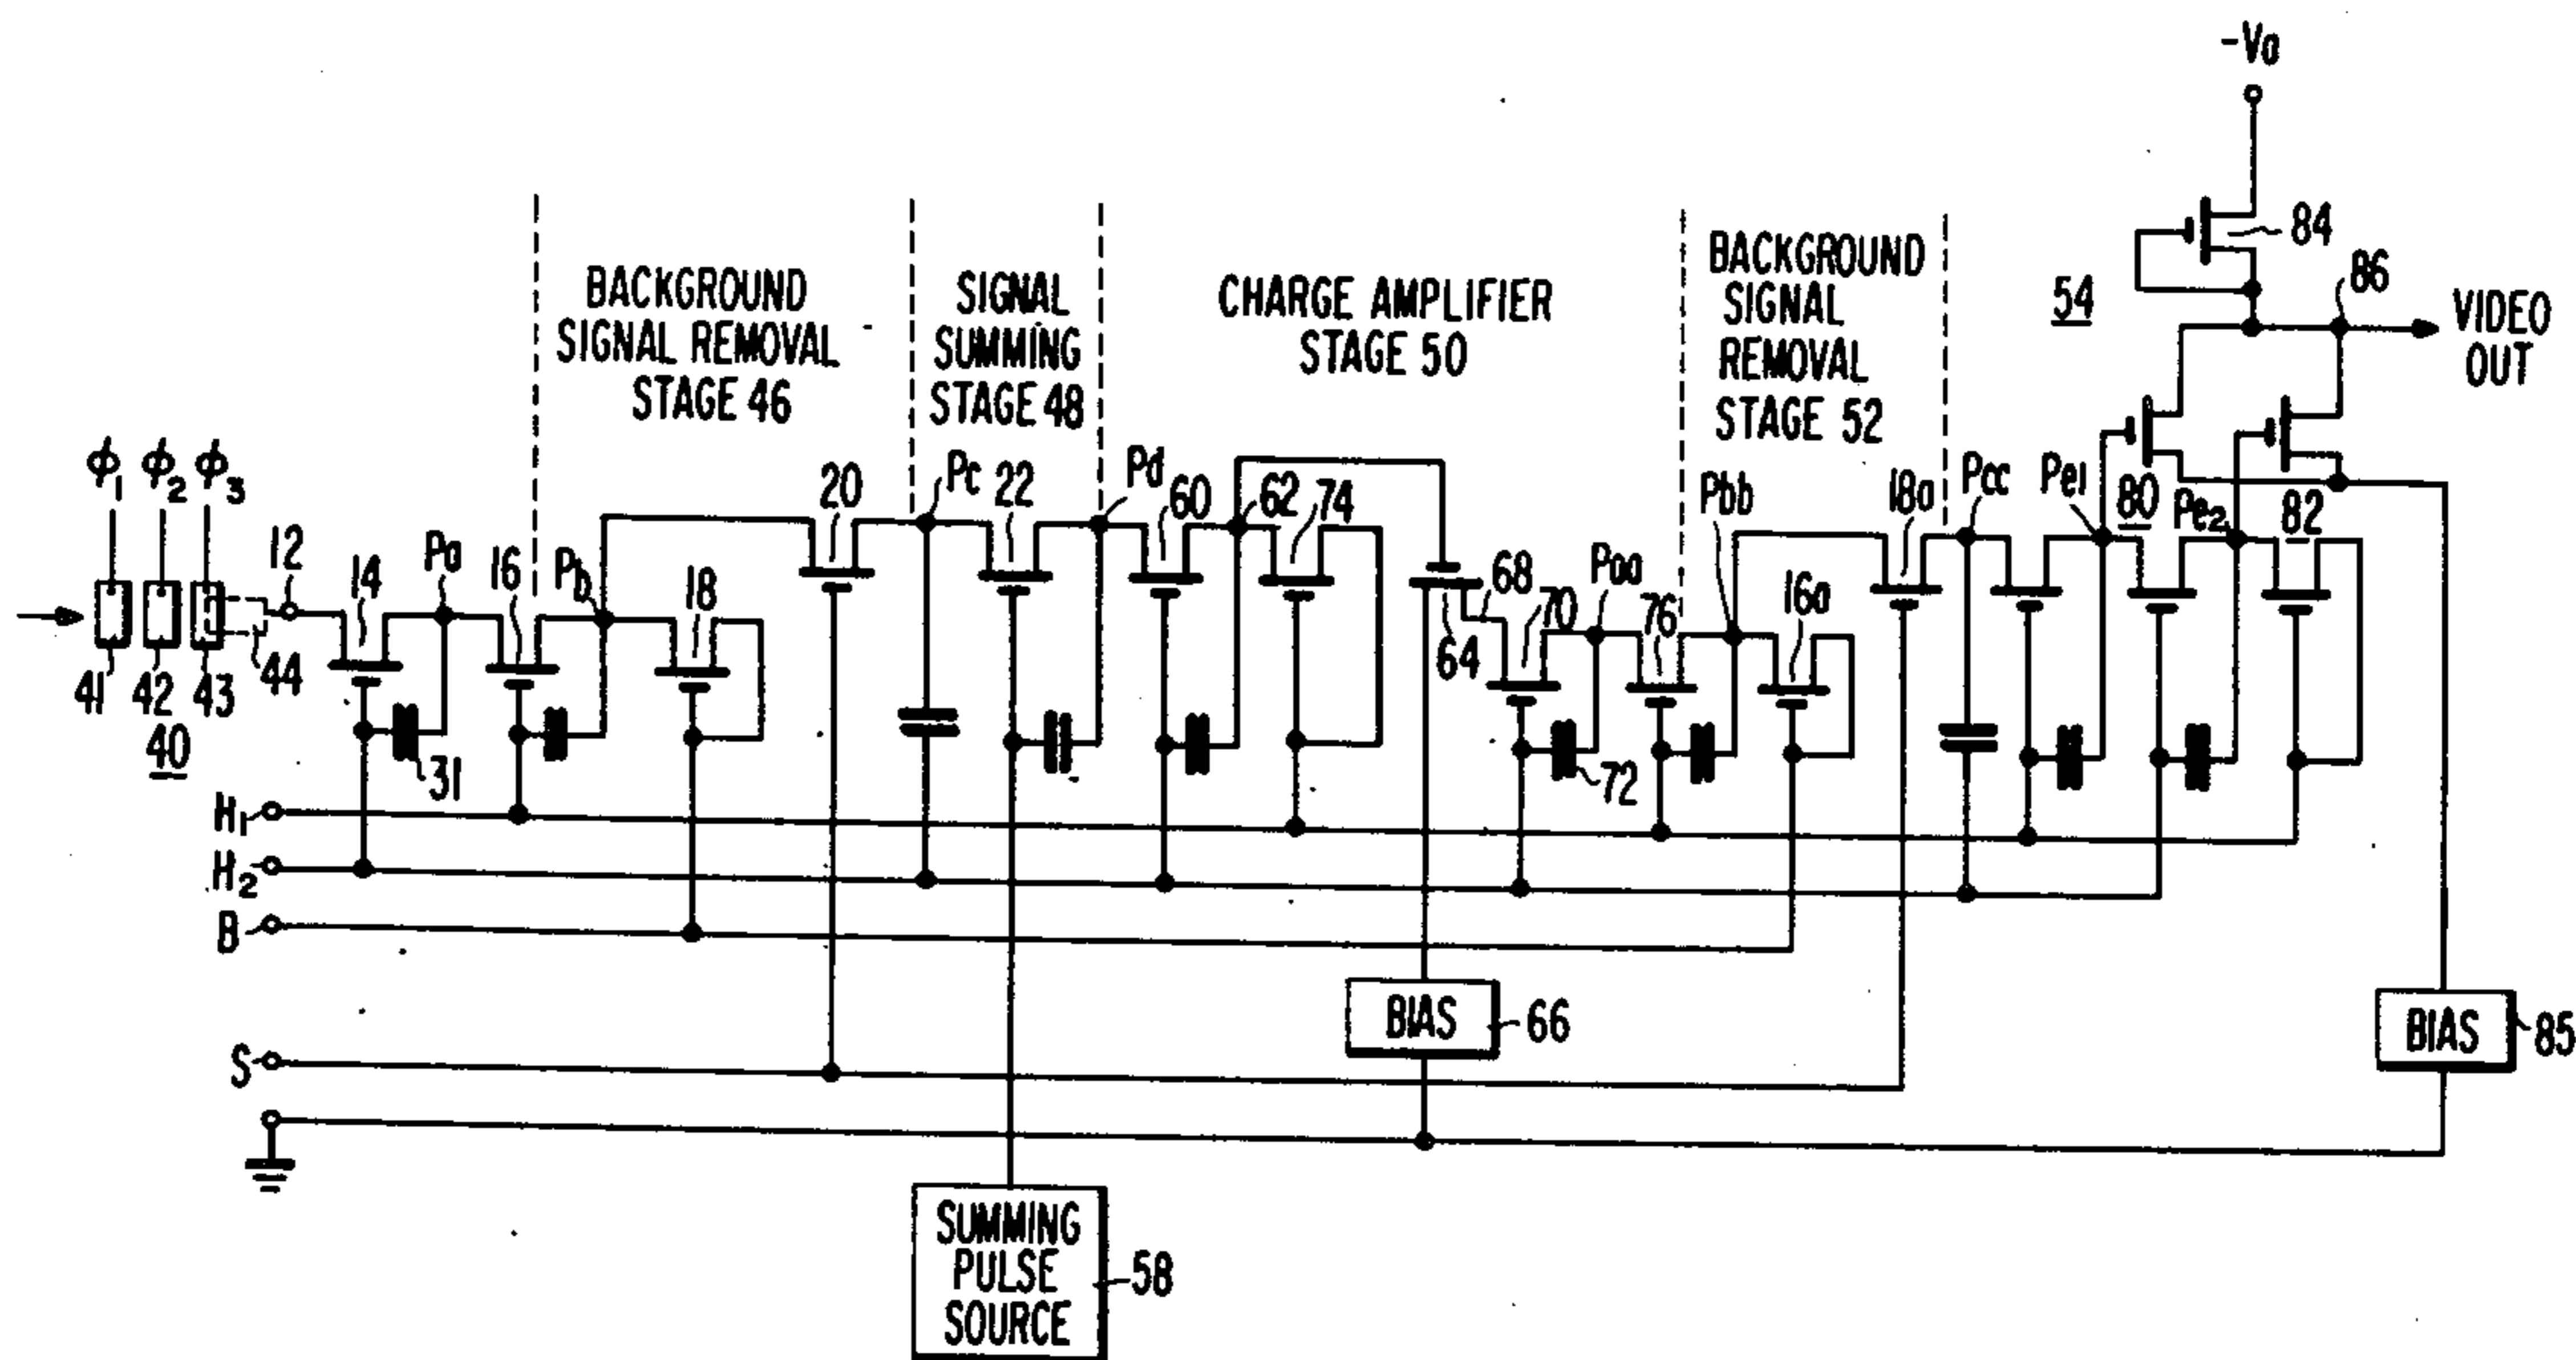 -Vo
84
86
54
VIDEO
OUT
BACKGROUND
SIGNAL REMOVAL
STAGE 46
SIGNAL
SUMMING
STAGE 48
CHARGE AMPLIFIER
STAGE 50
BACKGROUND
SIGNAL
REMOVAL
STAGE 52
ϕ1 ϕ2 ϕ3
12
14
Pa
16
Pb
18
20
Pc
22
Pd
60
62
74
64
68
70
Paa
76
Pbb
16a
18a
Pcc
Pe1
80
Pe2
82
41 42 43
44
40
31
72
H1
H2
B
S
BIAS
66
BIAS
85
SUMMING
PULSE
SOURCE
58